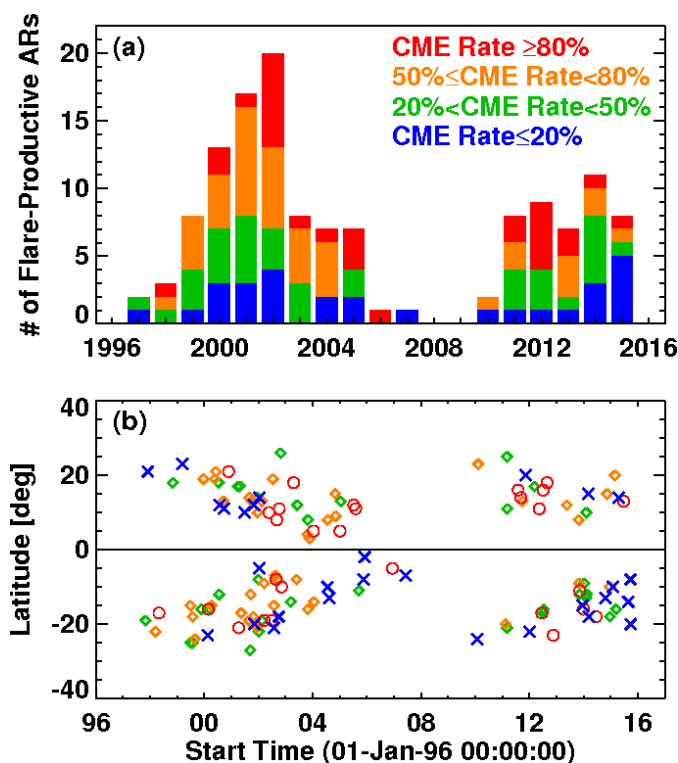 (a)
CME Rate ≥80%
50%≤CME Rate<80%
20%<CME Rate<50%
CME Rate≤20%
# of Flare-Productive ARs
20
15
10
5
0
1996 2000 2004 2008 2012 2016
(b)
Latitude [deg]
40
20
0
-20
-40
96 00 04 08 12 16
Start Time (01-Jan-96 00:00:00)